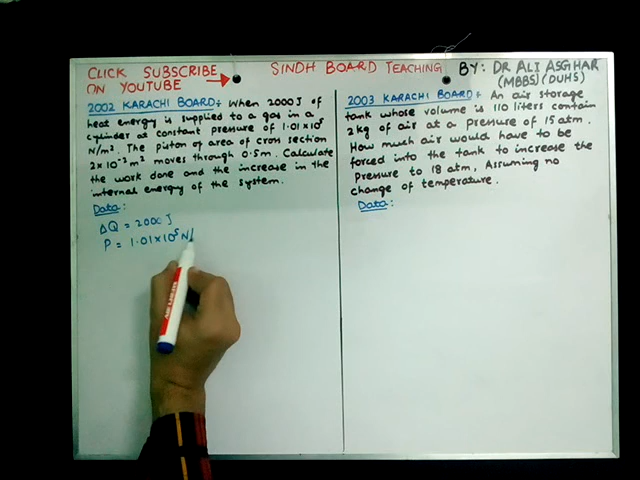 CLICK SUBSCRIBE
ON YOUTUBE
SINDH BOARD TEACHING
BY: DR ALI ASGHAR
(MBBS)(DUHS)
2002 KARACHI BOARD: When 2000J of
heat energy is supplied to a gas in a
cylinder at constant pressure of 1.01×10⁵
N/m². The piston of area of cross section
2×10⁻² m² moves through 0.5m. Calculate
the work done and the increase in the
internal energy of the system.
Data:
ΔQ = 2000 J
P = 1.01×10⁵ N/
2003 KARACHI BOARD: An air storage
tank whose volume is 110 liters contain
2kg of air at a pressure of 15 atm.
How much air would have to be
forced into the tank to increase the
pressure to 18 atm, Assuming no
change of temperature.
Data: